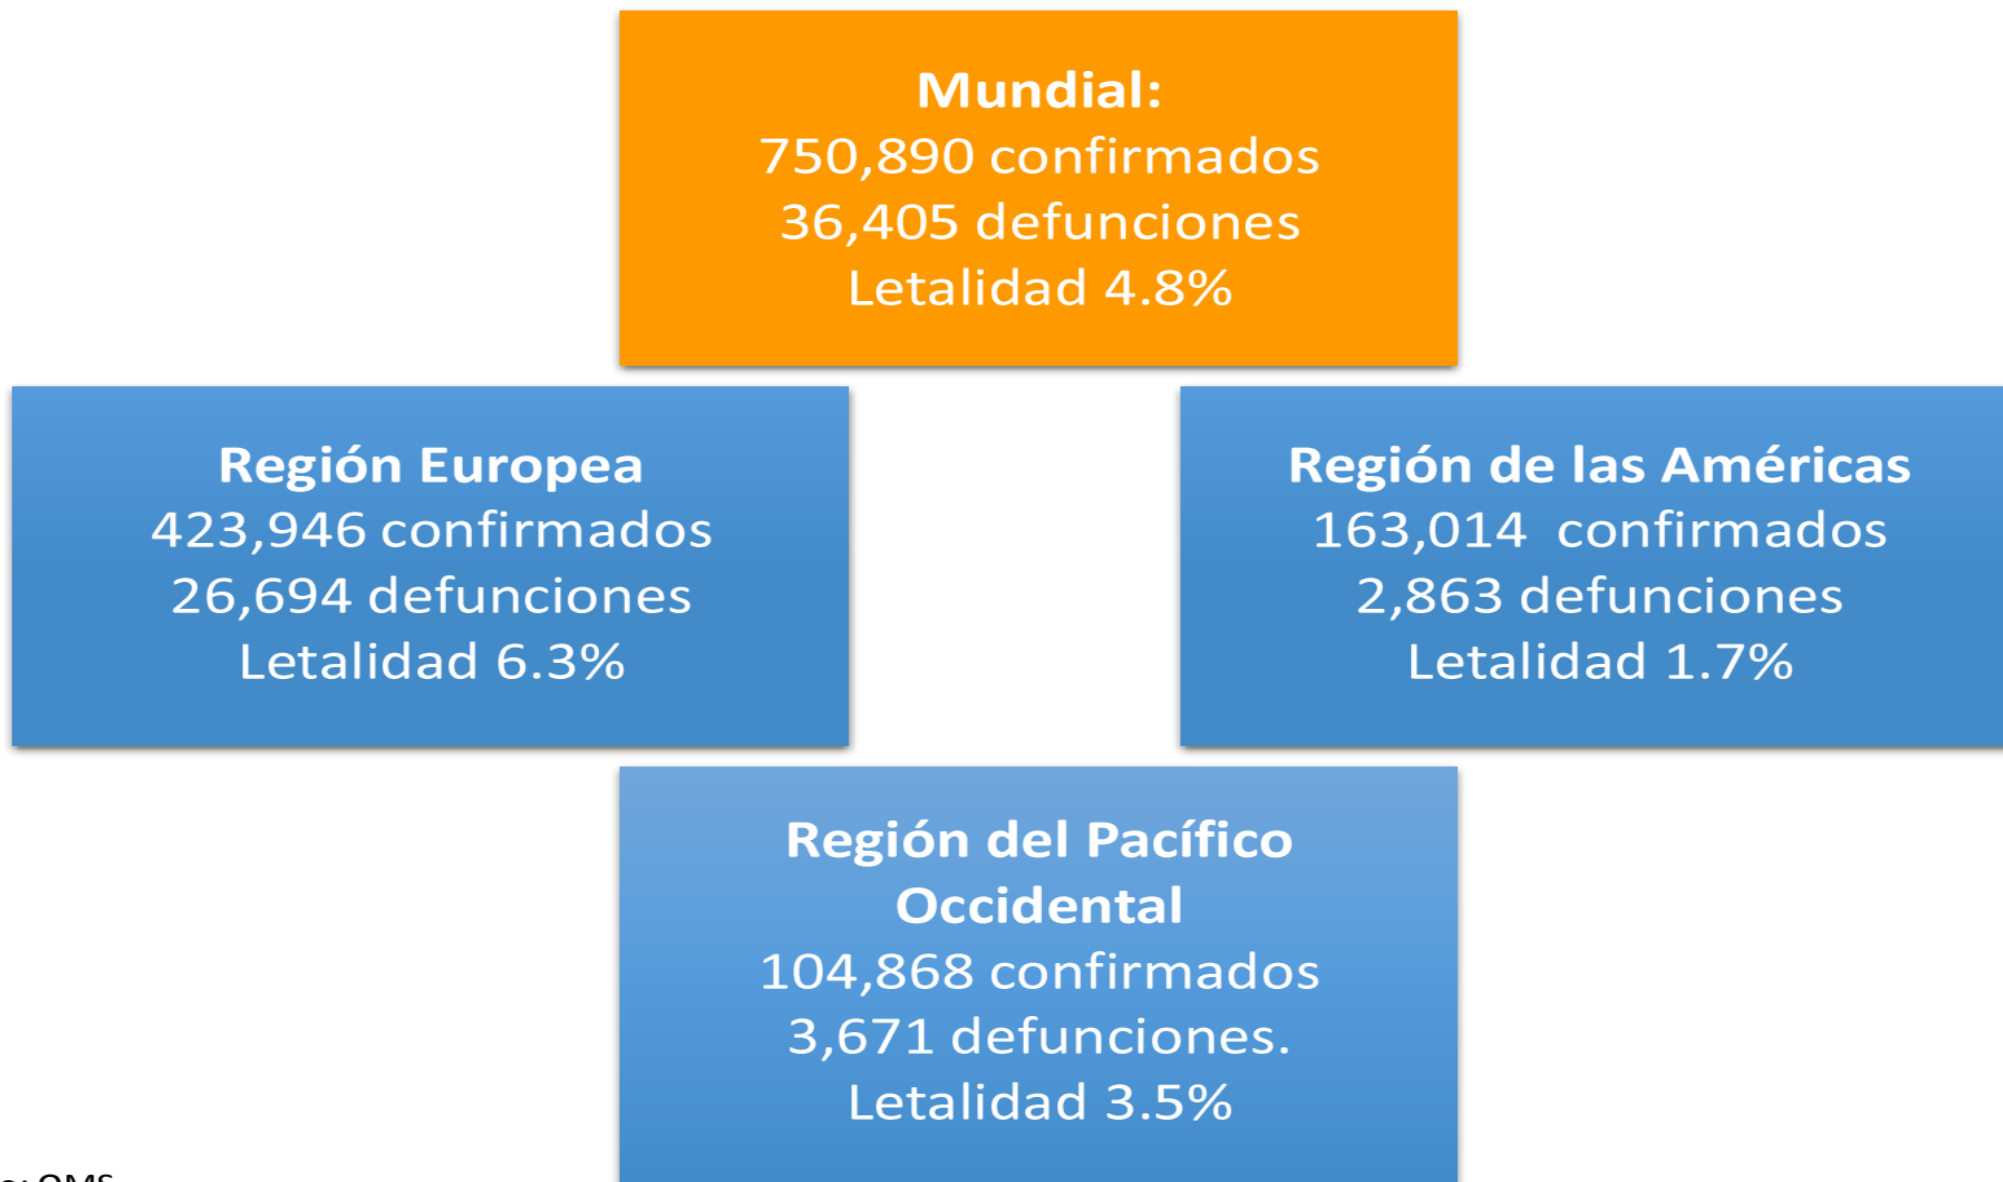 Mundial:
750,890 confirmados
36,405 defunciones
Letalidad 4.8%
Región Europea
423,946 confirmados
26,694 defunciones
Letalidad 6.3%
Región de las Américas
163,014 confirmados
2,863 defunciones
Letalidad 1.7%
Región del Pacífico
Occidental
104,868 confirmados
3,671 defunciones.
Letalidad 3.5%
OMS